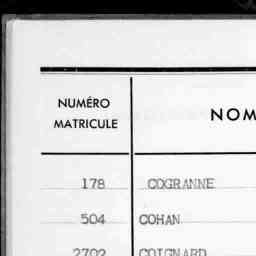 NUMÉRO
MATRICULE
NOM
178 COGRANNE
504 COHAN
2702 COIGNARD